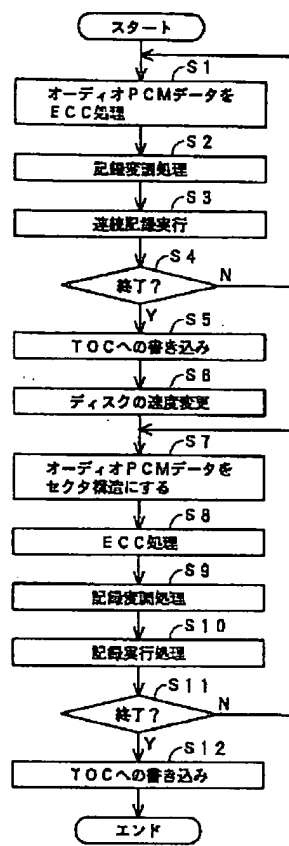 スタート
S1
オーディオPCMデータを
ECC処理
S2
記録変調処理
S3
連続記録実行
S4
終了?
N
Y
S5
TOCへの書き込み
S6
ディスクの速度変更
S7
オーディオPCMデータを
セクタ構造にする
S8
ECC処理
S9
記録変調処理
S10
記録実行処理
S11
終了?
N
Y
S12
TOCへの書き込み
エンド